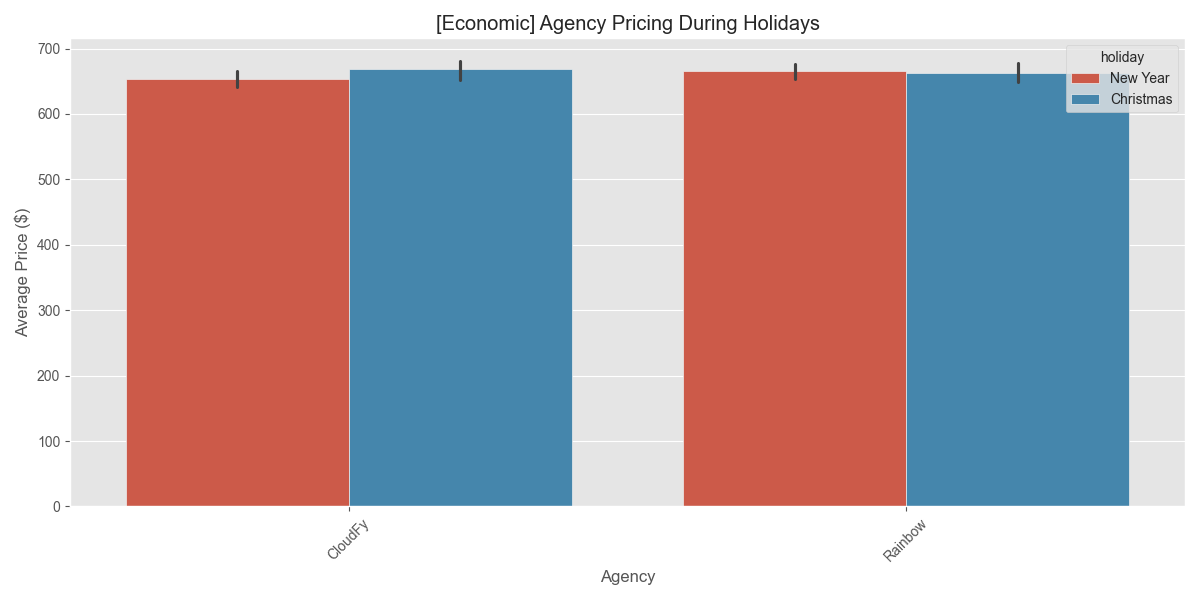 [Economic] Agency Pricing During Holidays
holiday
New Year
Christmas
700
600
500
400
300
200
100
0
Average Price ($)
CloudFy
Rainbow
Agency